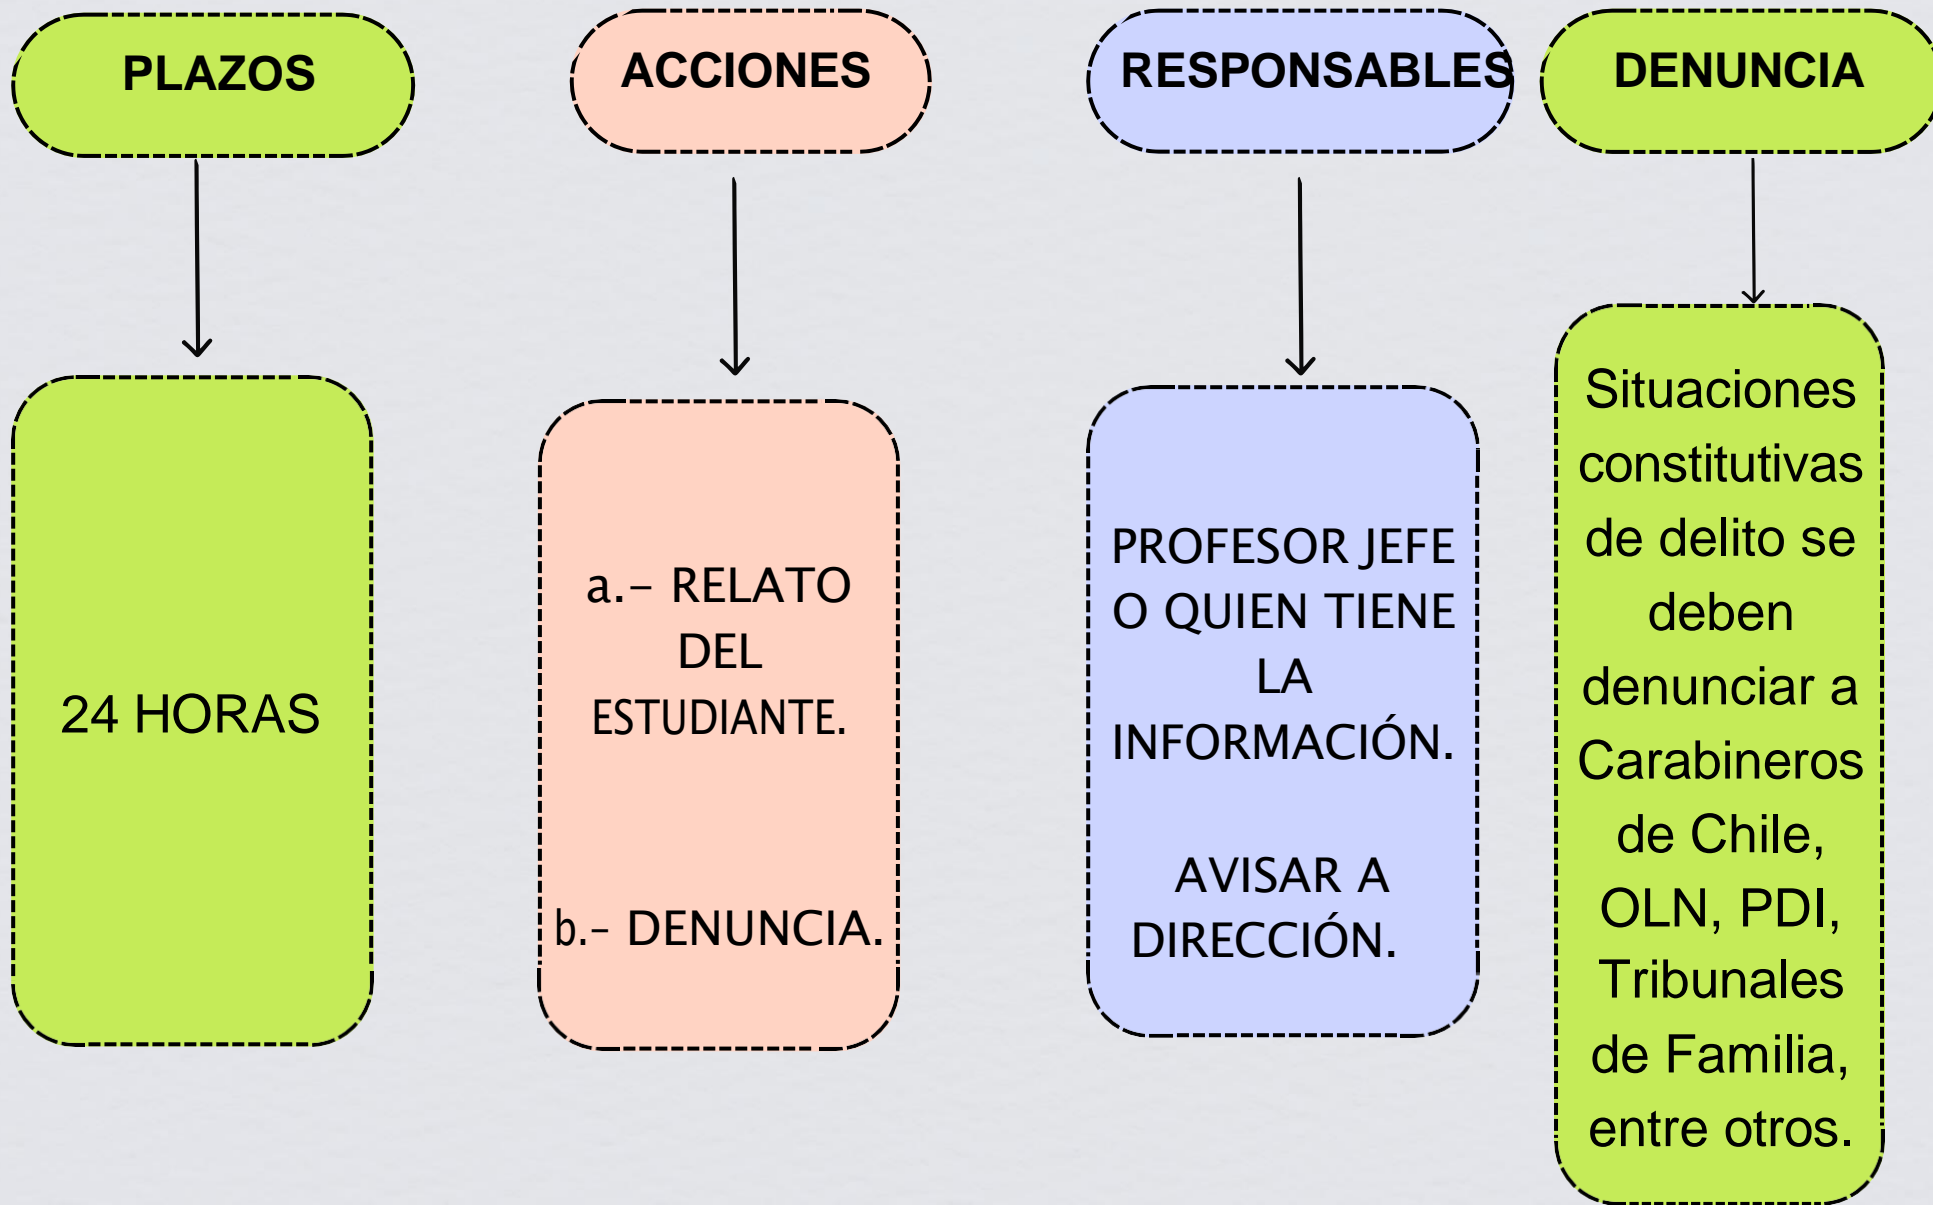 PLAZOS
24 HORAS
ACCIONES
a.– RELATO
DEL
ESTUDIANTE.
b.– DENUNCIA.
RESPONSABLES
PROFESOR JEFE
O QUIEN TIENE
LA
INFORMACIÓN.
AVISAR A
DIRECCIÓN.
DENUNCIA
Situaciones
constitutivas
de delito se
deben
denunciar a
Carabineros
de Chile,
OLN, PDI,
Tribunales
de Familia,
entre otros.